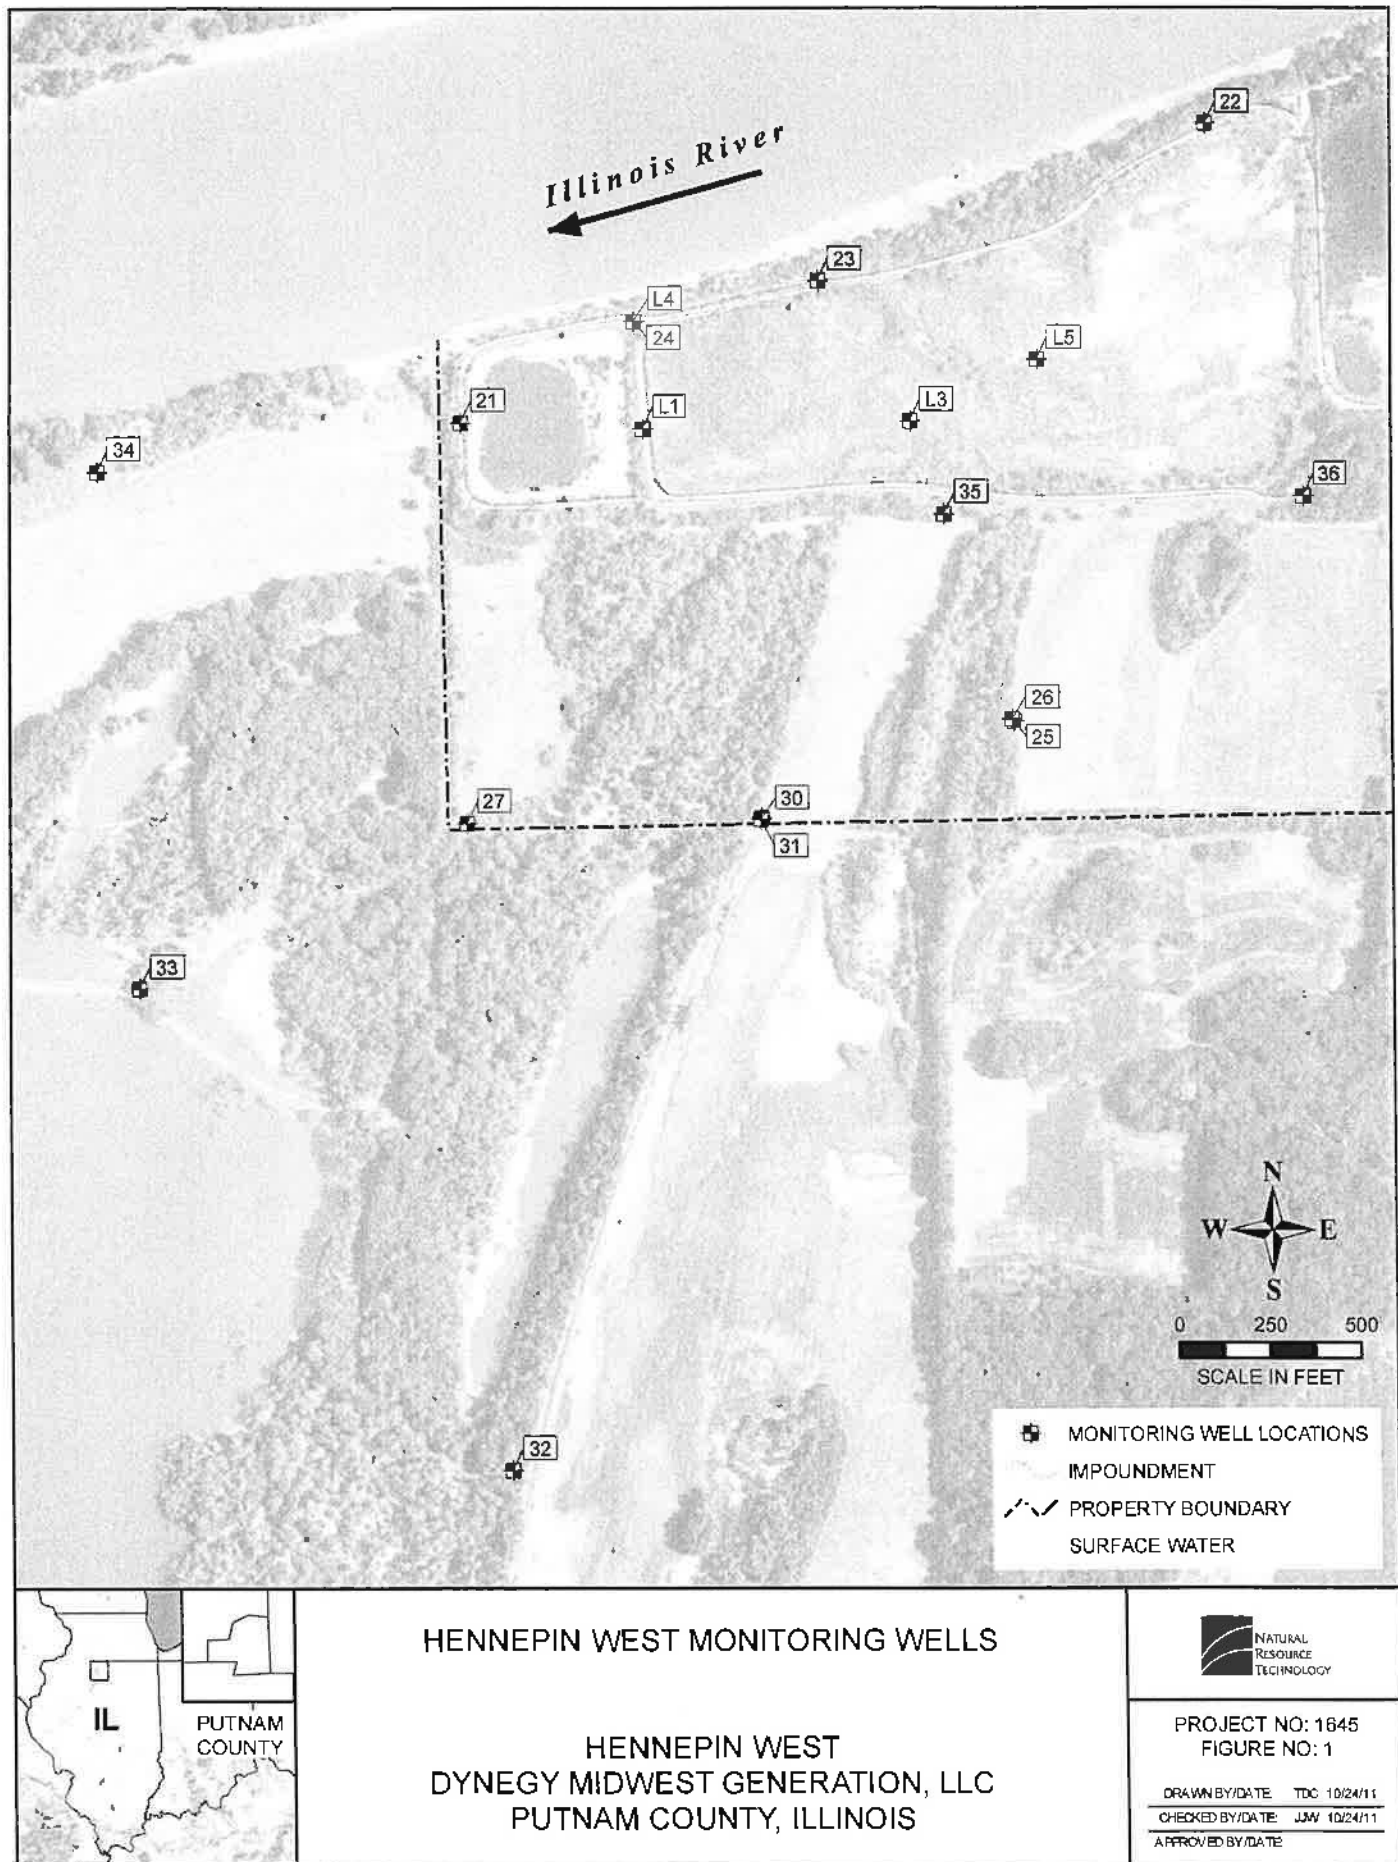 22
Illinois River
23
L4
24
L5
21
L1
L3
34
35
36
26
25
27
30
31
33
N
W E
S
0 250 500
SCALE IN FEET
32
MONITORING WELL LOCATIONS
IMPOUNDMENT
PROPERTY BOUNDARY
SURFACE WATER
IL
PUTNAM
COUNTY
HENNEPIN WEST MONITORING WELLS
HENNEPIN WEST
DYNEGY MIDWEST GENERATION, LLC
PUTNAM COUNTY, ILLINOIS
NATURAL
RESOURCE
TECHNOLOGY
PROJECT NO: 1645
FIGURE NO: 1
DRAWN BY/DATE: TDC 10/24/11
CHECKED BY/DATE: JJW 10/24/11
APPROVED BY/DATE: